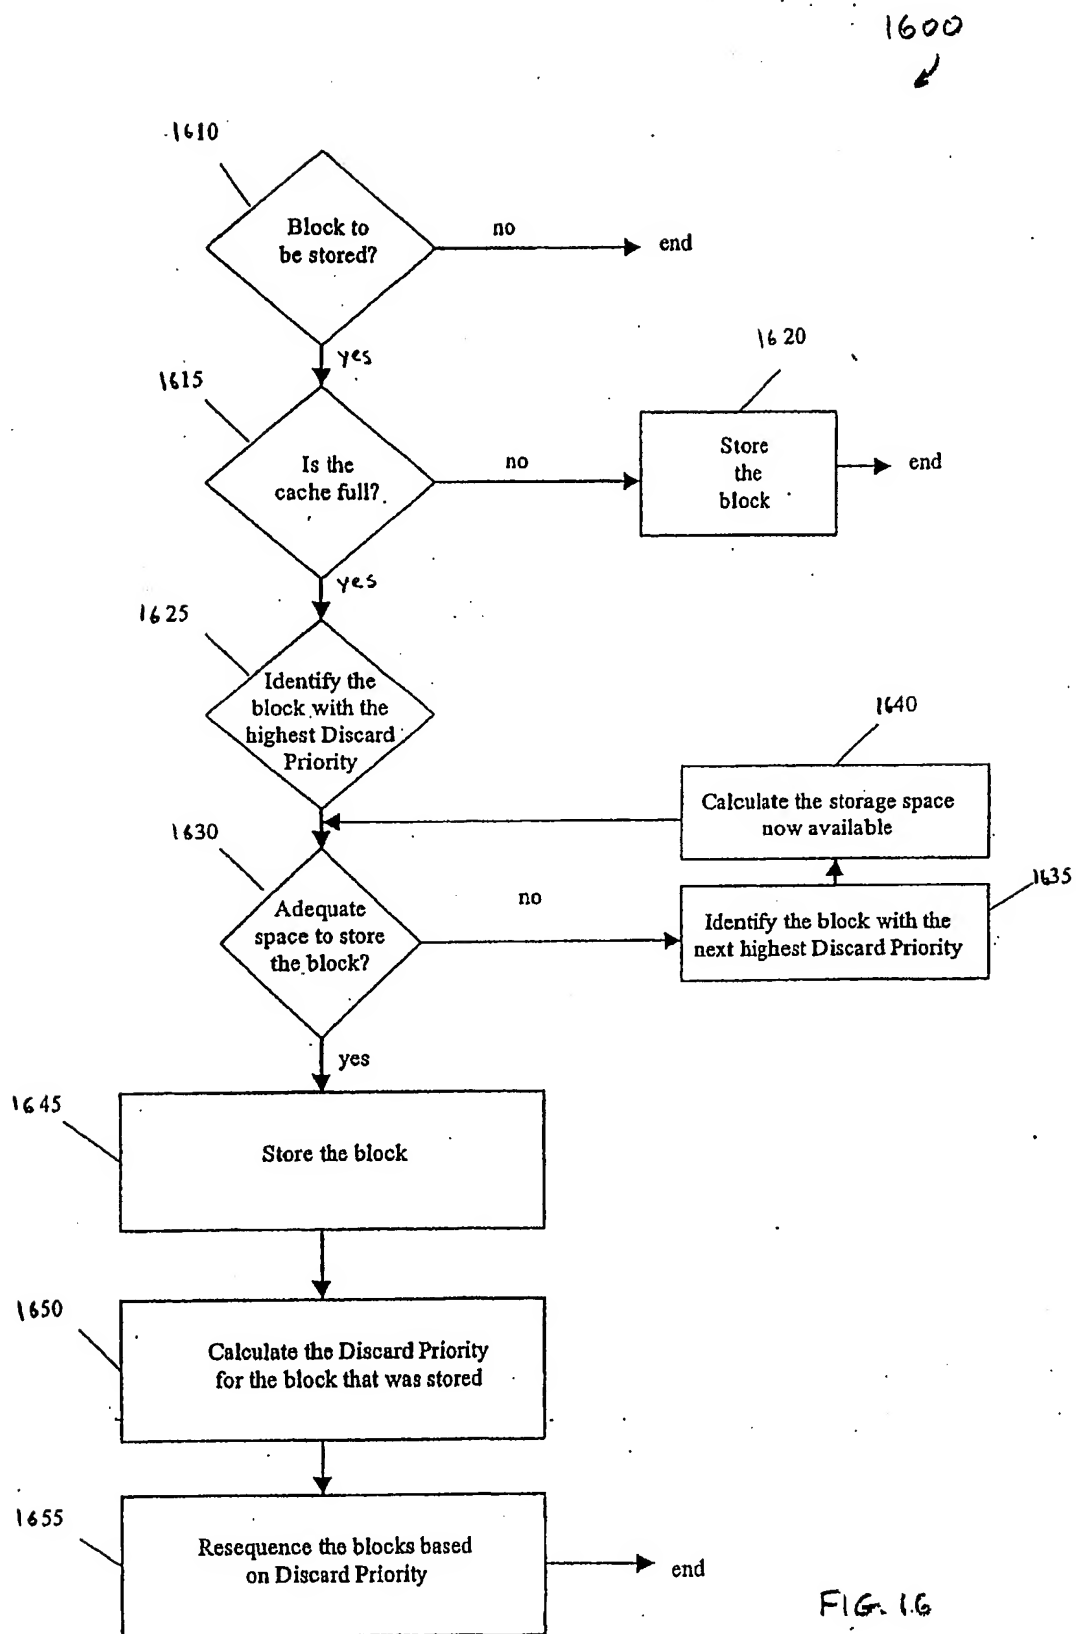 1600
1610
Block to
be stored?
no
end
yes
1615
1620
Is the
cache full?
no
Store
the
block
end
yes
1625
Identify the
block with the
highest Discard
Priority
1640
Calculate the storage space
now available
1630
1635
Adequate
space to store
the block?
no
Identify the block with the
next highest Discard Priority
yes
1645
Store the block
1650
Calculate the Discard Priority
for the block that was stored
1655
Resequence the blocks based
on Discard Priority
end
FIG. 16